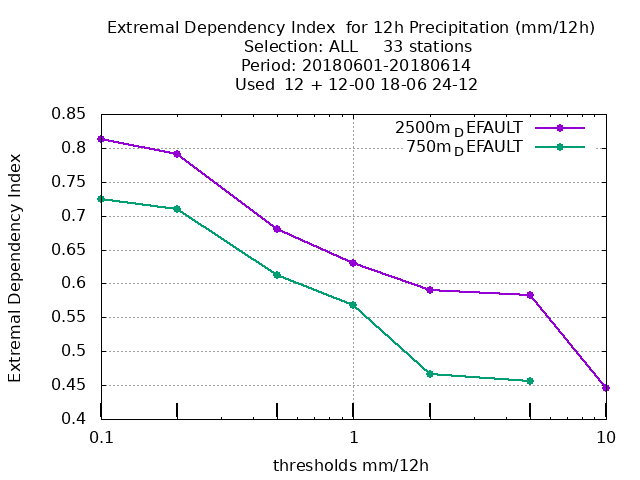 Extremal Dependency Index  for 12h Precipitation (mm/12h)
Selection: ALL     33 stations
Period: 20180601-20180614
Used  12 + 12-00 18-06 24-12
2500m_DEFAULT
750m_DEFAULT
Extremal Dependency Index
0.85
0.8
0.75
0.7
0.65
0.6
0.55
0.5
0.45
0.4
0.1 1 10
thresholds mm/12h